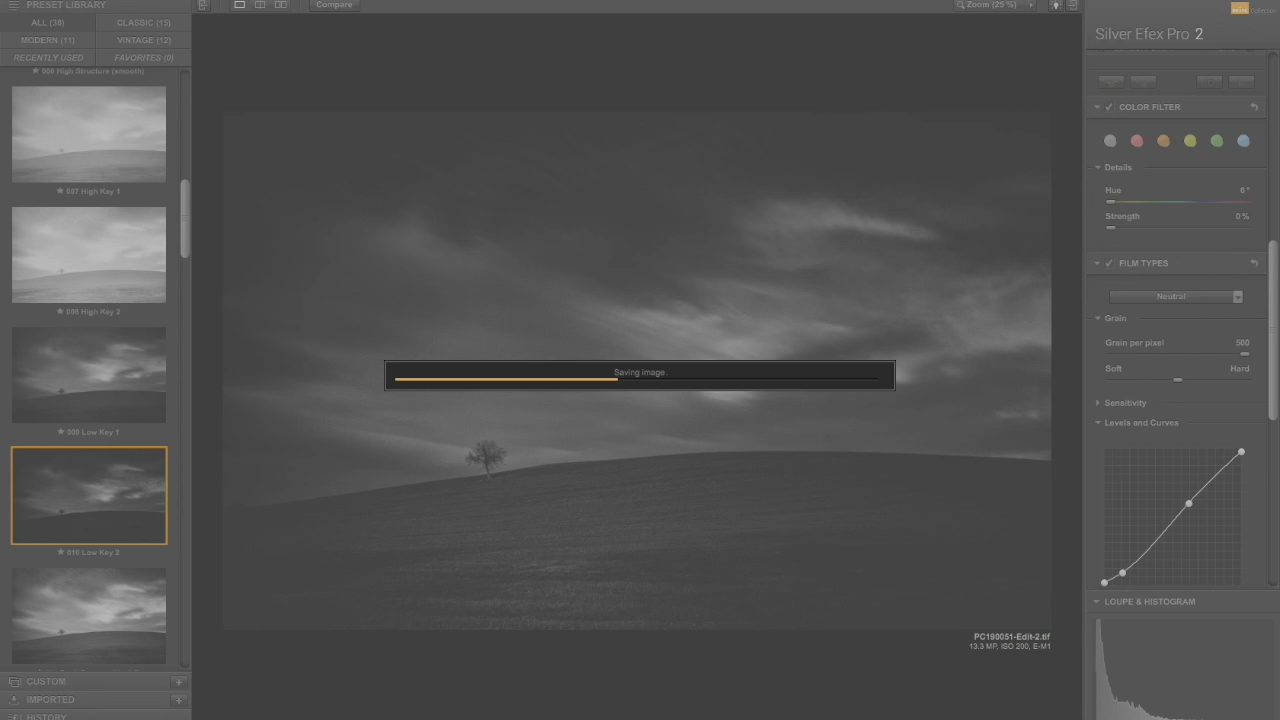 PRESET LIBRARY
ALL (38)
CLASSIC (15)
MODERN (11)
VINTAGE (12)
RECENTLY USED
FAVORITES (0)
006 High Structure (smooth)
007 High Key 1
008 High Key 2
009 Low Key 1
010 Low Key 2
CUSTOM
IMPORTED
HISTORY
Compare
Zoom (25 %)
Saving image.
PC190051-Edit-2.tif
13.3 MP, ISO 200, E-M1
Collection
Silver Efex Pro 2
COLOR FILTER
Details
Hue 0°
Strength 0%
FILM TYPES
Neutral
Grain
Grain per pixel 500
Soft Hard
Sensitivity
Levels and Curves
LOUPE & HISTOGRAM